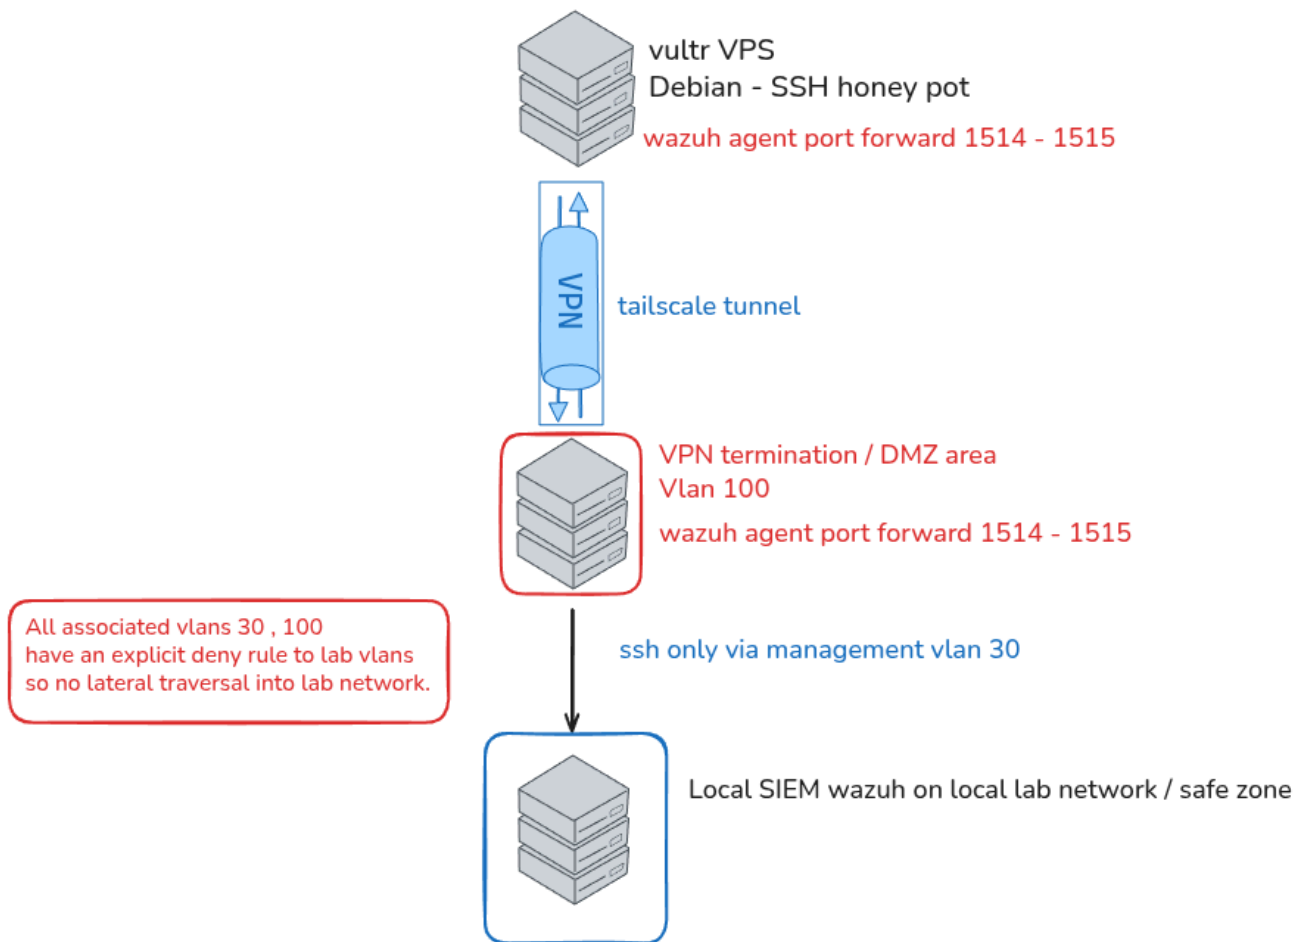 vultr VPS
Debian - SSH honey pot
wazuh agent port forward 1514 - 1515
VPN
tailscale tunnel
VPN termination / DMZ area
Vlan 100
wazuh agent port forward 1514 - 1515
All associated vlans 30 , 100
have an explicit deny rule to lab vlans
so no lateral traversal into lab network.
ssh only via management vlan 30
Local SIEM wazuh on local lab network / safe zone